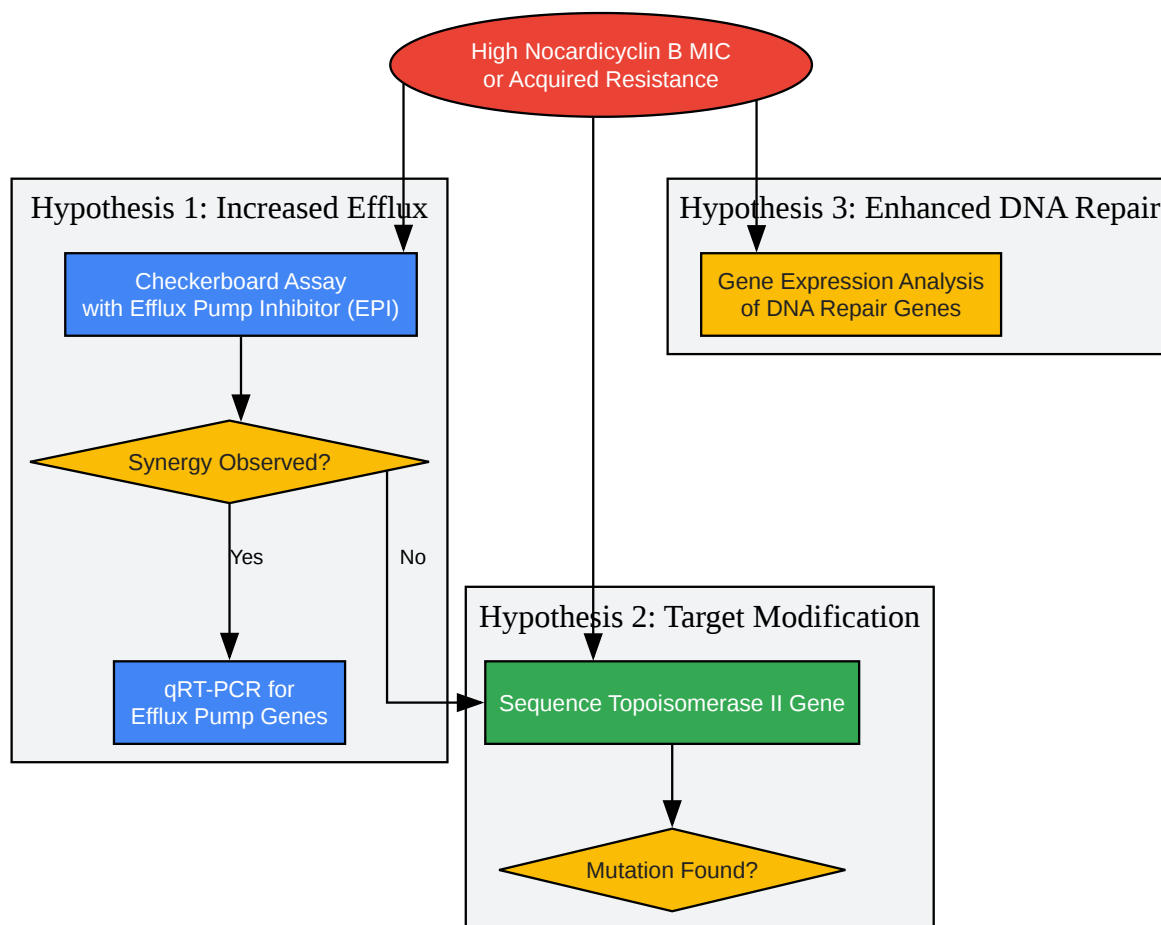 High Nocardicyclin B MIC
or Acquired Resistance
Hypothesis 1: Increased Efflux
Hypothesis 3: Enhanced DNA Repair
Checkerboard Assay
with Efflux Pump Inhibitor (EPI)
Gene Expression Analysis
of DNA Repair Genes
Synergy Observed?
Yes
No
Hypothesis 2: Target Modification
qRT-PCR for
Efflux Pump Genes
Sequence Topoisomerase II Gene
Mutation Found?